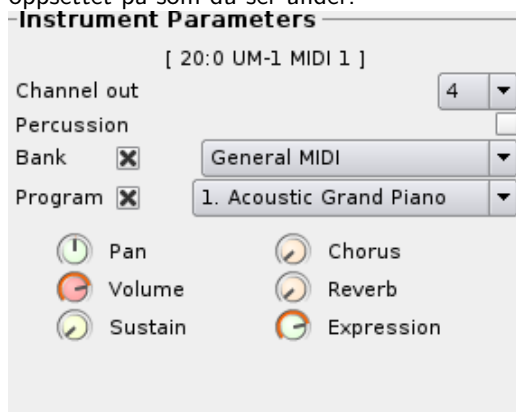 oppsettet på som du ser under.
Instrument Parameters
[ 20:0 UM-1 MIDI 1 ]
Channel out 4
Percussion
Bank General MIDI
Program 1. Acoustic Grand Piano
Pan Chorus
Volume Reverb
Sustain Expression